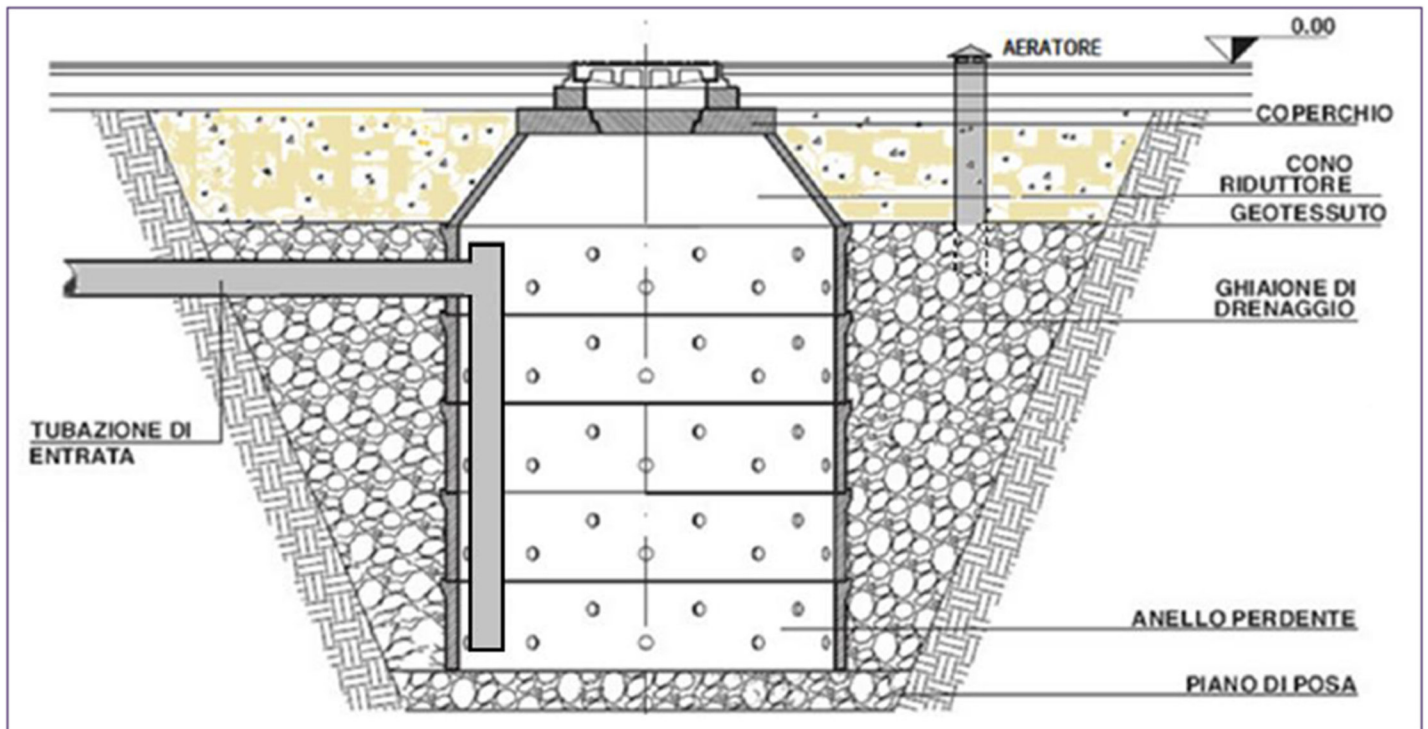 0.00
AERATORE
COPERCHIO
CONO
RIDUTTORE
GEOTESSUTO
GHIAIONE DI
DRENAGGIO
TUBAZIONE DI
ENTRATA
ANELLO PERDENTE
PIANO DI POSA